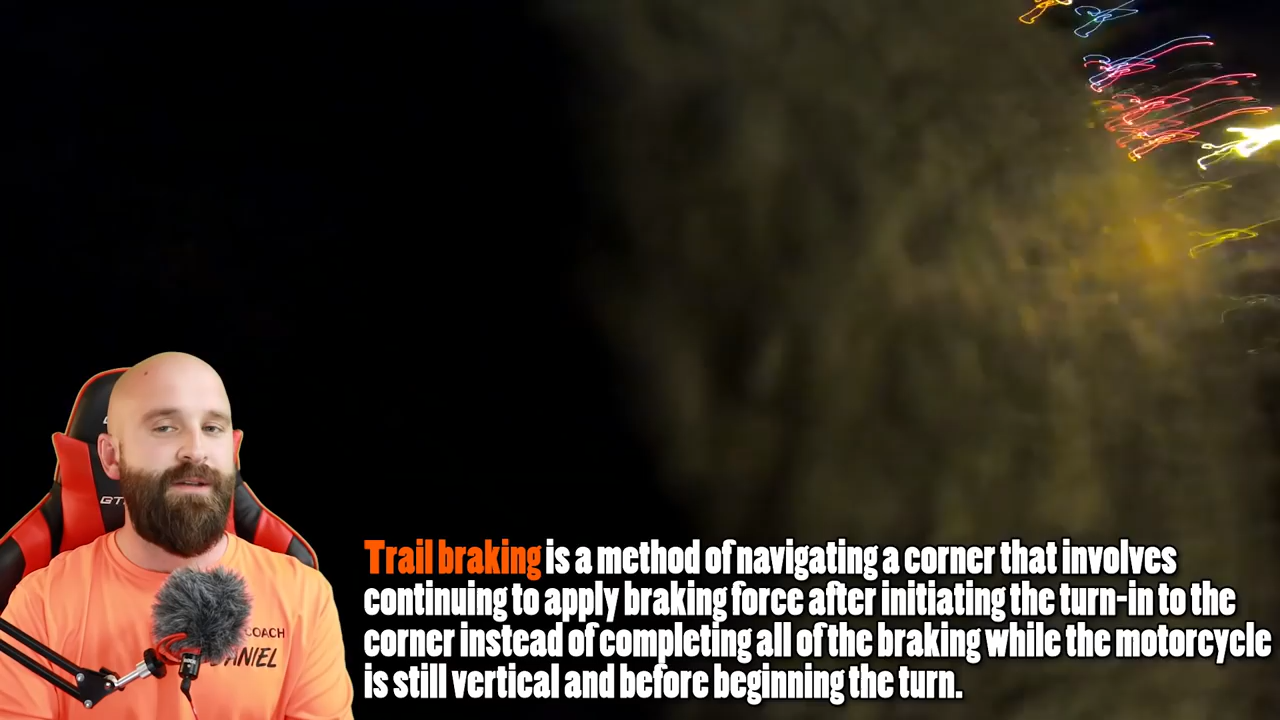 Trail braking is a method of navigating a corner that involves
continuing to apply braking force after initiating the turn-in to the
corner instead of completing all of the braking while the motorcycle
is still vertical and before beginning the turn.
COACH
DANIEL